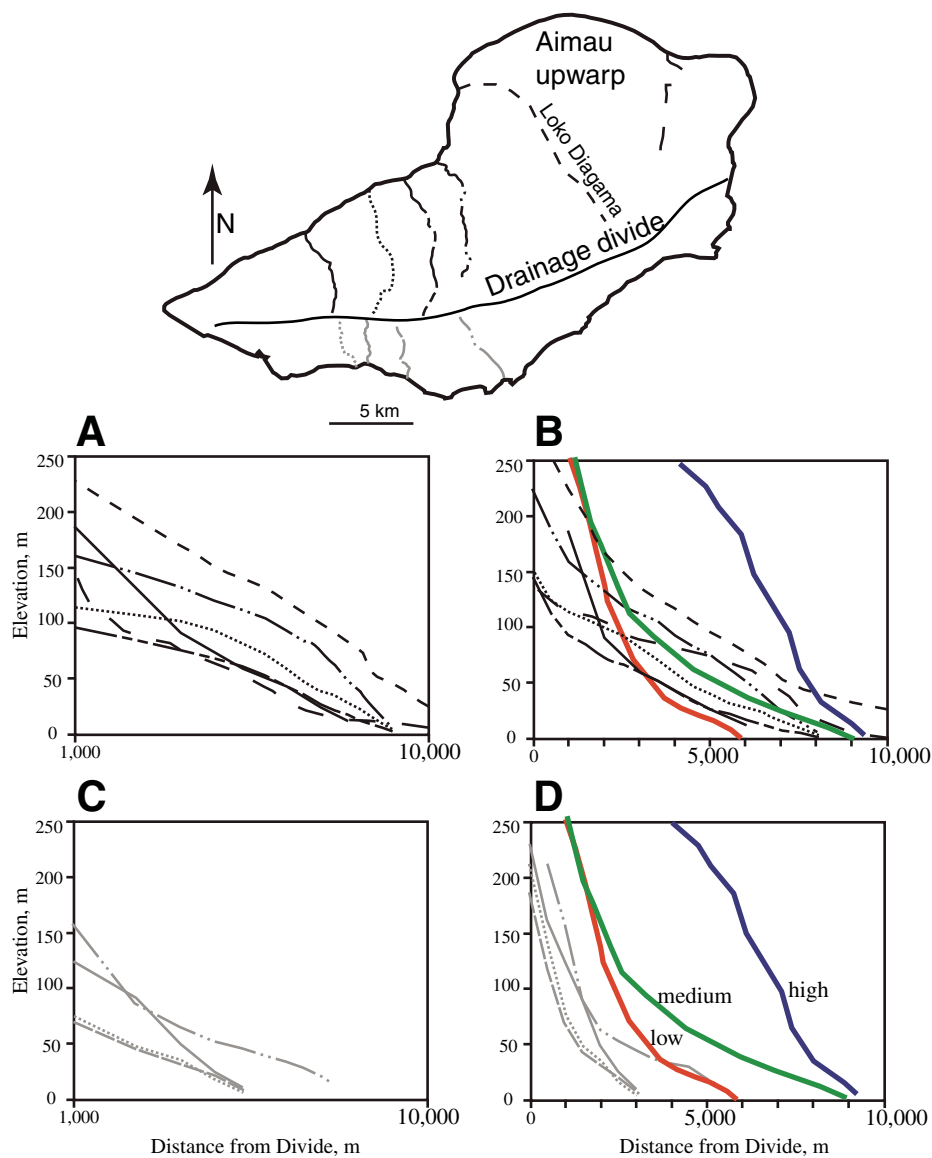 Aimau
upwarp
Loko Diagama
N
Drainage divide
5 km
A
B
250
200
150
100
50
0
Elevation, m
1,000
10,000
250
200
150
100
50
0
0
5,000
10,000
C
D
250
200
150
100
50
0
Elevation, m
1,000
10,000
Distance from Divide, m
250
200
150
100
50
0
medium
high
low
0
5,000
10,000
Distance from Divide, m